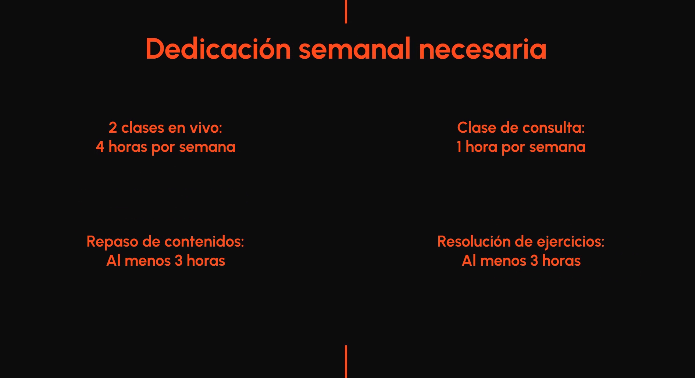 Dedicación semanal necesaria
2 clases en vivo:
4 horas por semana
Clase de consulta:
1 hora por semana
Repaso de contenidos:
Al menos 3 horas
Resolución de ejercicios:
Al menos 3 horas